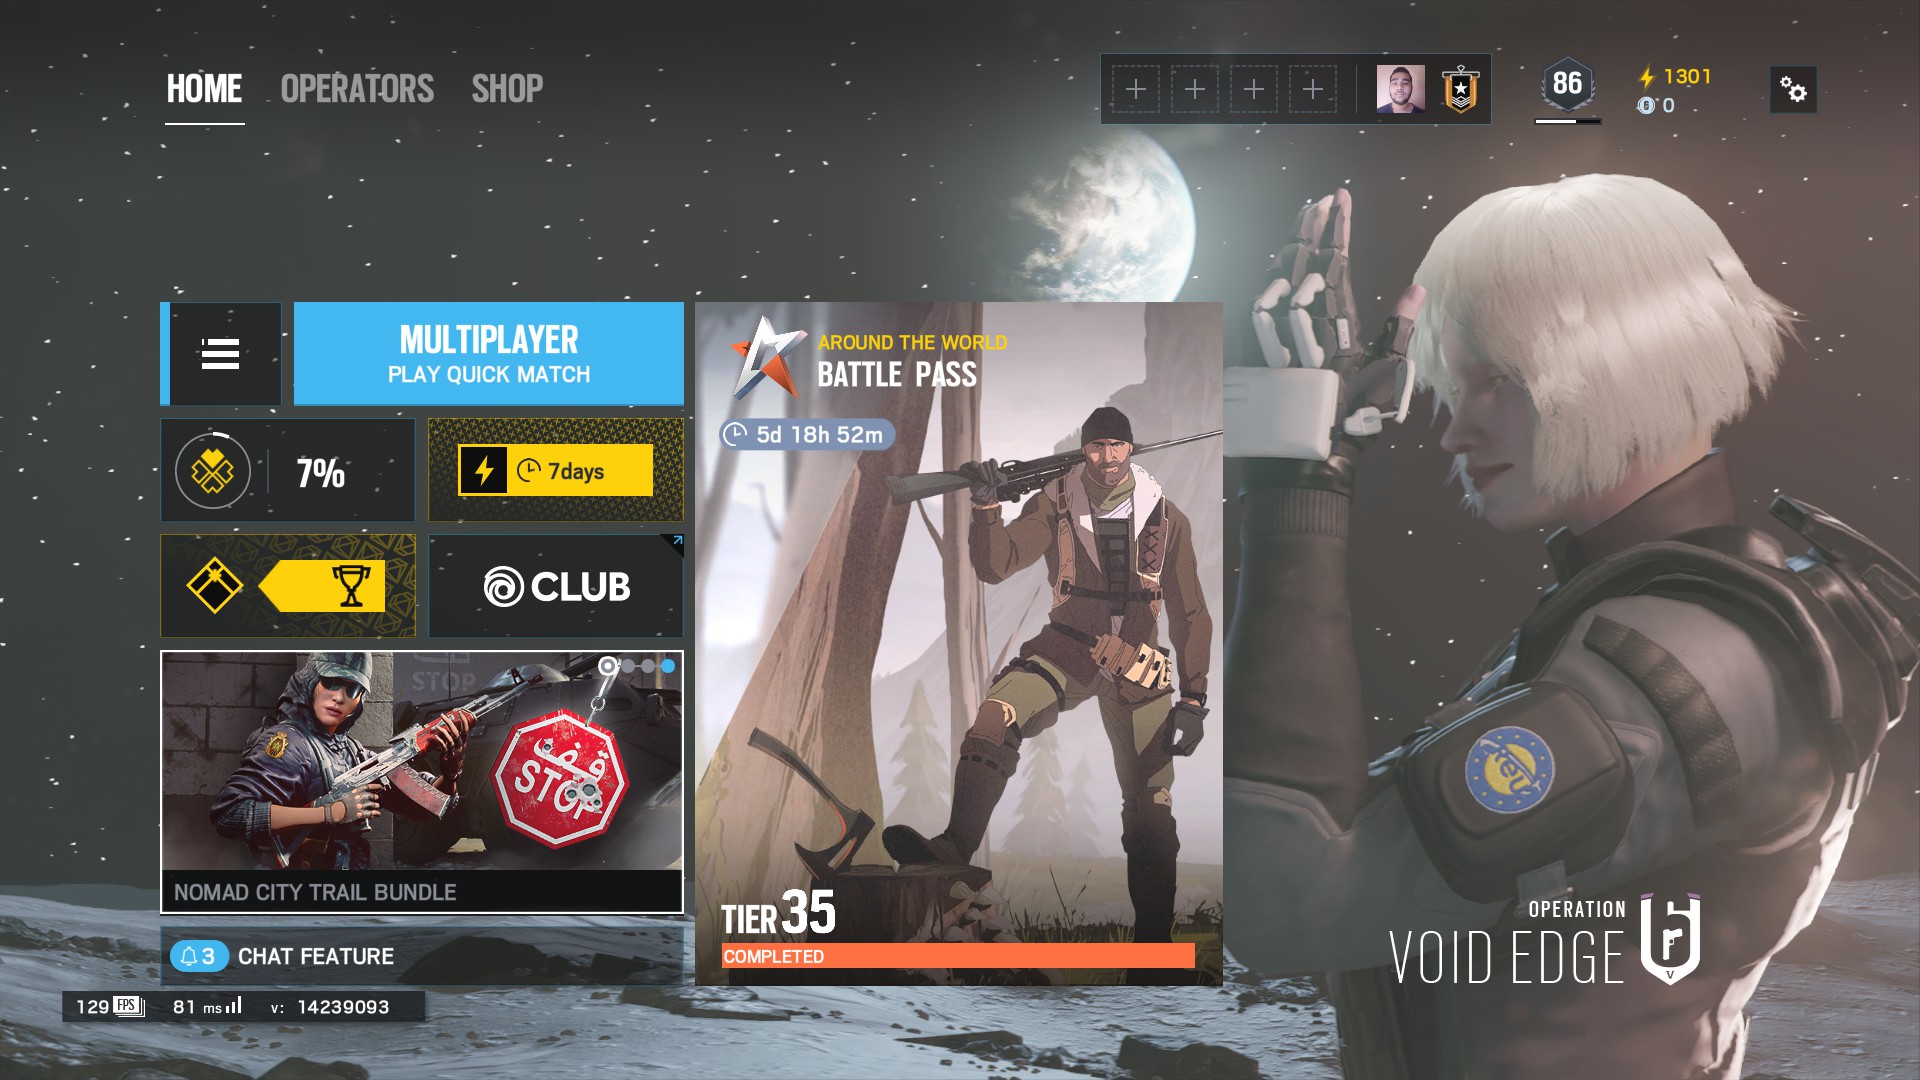 HOME OPERATORS SHOP
86
1301
0
MULTIPLAYER
PLAY QUICK MATCH
7%
7days
CLUB
STOP
قف
STOP
NOMAD CITY TRAIL BUNDLE
3 CHAT FEATURE
129 FPS 81 ms v: 14239093
AROUND THE WORLD
BATTLE PASS
5d 18h 52m
TIER 35
COMPLETED
OPERATION
VOID EDGE
V